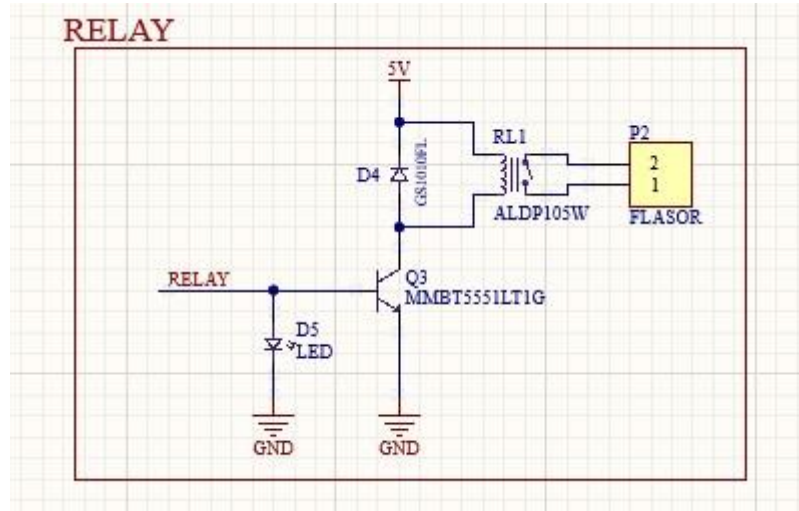 RELAY
5V
RL1
P2
D4
GS1010FL
2
1
ALDP105W
FLASOR
RELAY
Q3
MMBT5551LT1G
D5
LED
GND
GND